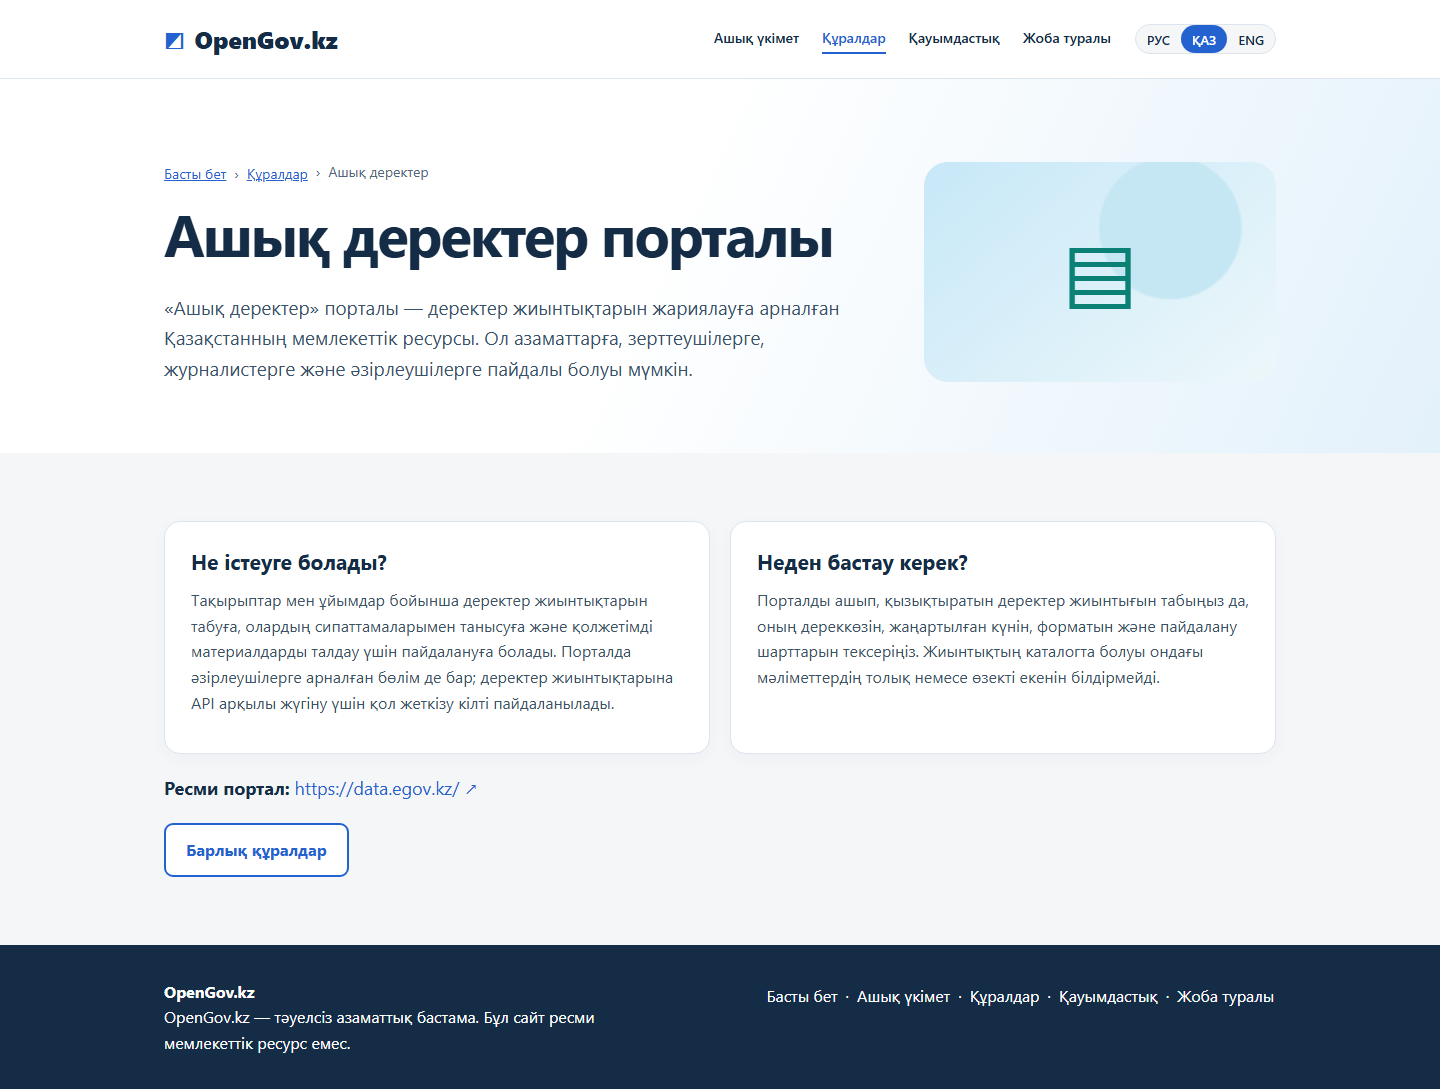 OpenGov.kz
Ашық үкімет Құралдар Қауымдастық Жоба туралы РУС ҚАЗ ENG
Басты бет › Құралдар › Ашық деректер
Ашық деректер порталы
«Ашық деректер» порталы — деректер жиынтықтарын жариялауға арналған
Қазақстанның мемлекеттік ресурсы. Ол азаматтарға, зерттеушілерге,
журналистерге және әзірлеушілерге пайдалы болуы мүмкін.
Не істеуге болады?
Тақырыптар мен ұйымдар бойынша деректер жиынтықтарын
табуға, олардың сипаттамаларымен танысуға және қолжетімді
материалдарды талдау үшін пайдалануға болады. Порталда
әзірлеушілерге арналған бөлім де бар; деректер жиынтықтарына
API арқылы жүгіну үшін қол жеткізу кілті пайдаланылады.
Неден бастау керек?
Порталды ашып, қызықтыратын деректер жиынтығын табыңыз да,
оның дереккөзін, жаңартылған күнін, форматын және пайдалану
шарттарын тексеріңіз. Жиынтықтың каталогта болуы ондағы
мәліметтердің толық немесе өзекті екенін білдірмейді.
Ресми портал: https://data.egov.kz/ ↗
Барлық құралдар
OpenGov.kz
OpenGov.kz — тәуелсіз азаматтық бастама. Бұл сайт ресми
мемлекеттік ресурс емес.
Басты бет · Ашық үкімет · Құралдар · Қауымдастық · Жоба туралы